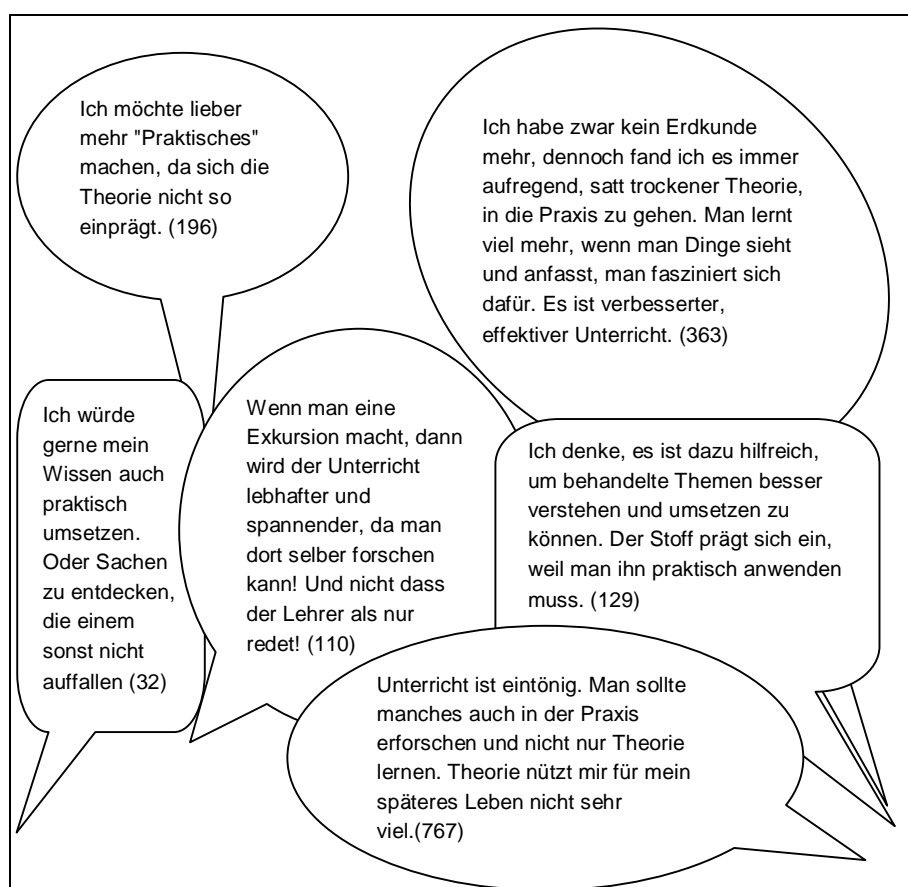 Ich möchte lieber
mehr "Praktisches"
machen, da sich die
Theorie nicht so
einprägt. (196)
Ich habe zwar kein Erdkunde
mehr, dennoch fand ich es immer
aufregend, satt trockener Theorie,
in die Praxis zu gehen. Man lernt
viel mehr, wenn man Dinge sieht
und anfasst, man fasziniert sich
dafür. Es ist verbesserter,
effektiver Unterricht. (363)
Ich würde
gerne mein
Wissen auch
praktisch
umsetzen.
Oder Sachen
zu entdecken,
die einem
sonst nicht
auffallen (32)
Wenn man eine
Exkursion macht, dann
wird der Unterricht
lebhafter und
spannender, da man
dort selber forschen
kann! Und nicht dass
der Lehrer als nur
redet! (110)
Ich denke, es ist dazu hilfreich,
um behandelte Themen besser
verstehen und umsetzen zu
können. Der Stoff prägt sich ein,
weil man ihn praktisch anwenden
muss. (129)
Unterricht ist eintönig. Man sollte
manches auch in der Praxis
erforschen und nicht nur Theorie
lernen. Theorie nützt mir für mein
späteres Leben nicht sehr
viel.(767)